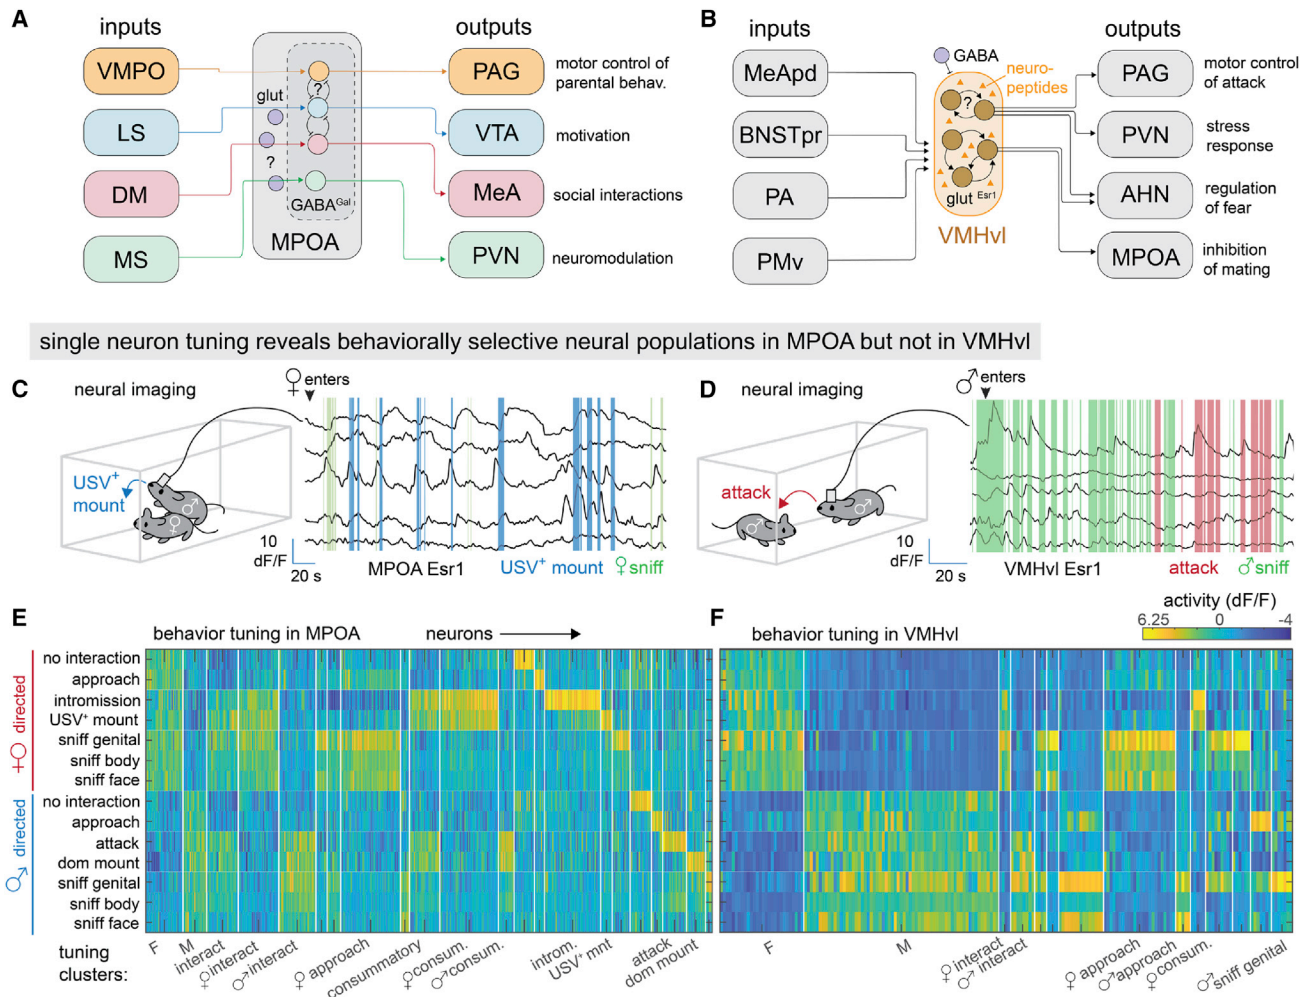 A
inputs
outputs
VMPO
LS
DM
MS
glut
?
?
GABA^Gal
MPOA
PAG
VTA
MeA
PVN
motor control of
parental behav.
motivation
social interactions
neuromodulation
B
inputs
outputs
MeApd
BNSTpr
PA
PMv
GABA
neuro-
peptides
?
glut Esr1
VMHvl
PAG
PVN
AHN
MPOA
motor control
of attack
stress
response
regulation
of fear
inhibition
of mating
single neuron tuning reveals behaviorally selective neural populations in MPOA but not in VMHvl
C
neural imaging
♀ enters
USV⁺
mount
♂
♀
10
dF/F
20 s
MPOA Esr1
USV⁺ mount
♀sniff
D
neural imaging
♂ enters
attack
♂
♂
10
dF/F
20 s
VMHvl Esr1
attack
♂sniff
E
behavior tuning in MPOA
neurons
F
behavior tuning in VMHvl
activity (dF/F)
6.25
0
-4
♀ directed
no interaction
approach
intromission
USV⁺ mount
sniff genital
sniff body
sniff face
♂ directed
no interaction
approach
attack
dom mount
sniff genital
sniff body
sniff face
tuning
clusters:
F
M
interact
♀interact
♂interact
♀ approach
consummatory
♀consum.
♂consum.
introm.
USV⁺ mnt
attack
dom mount
F
M
♀ interact
♂ interact
♀ approach
♂approach
♀consum.
♂sniff genital